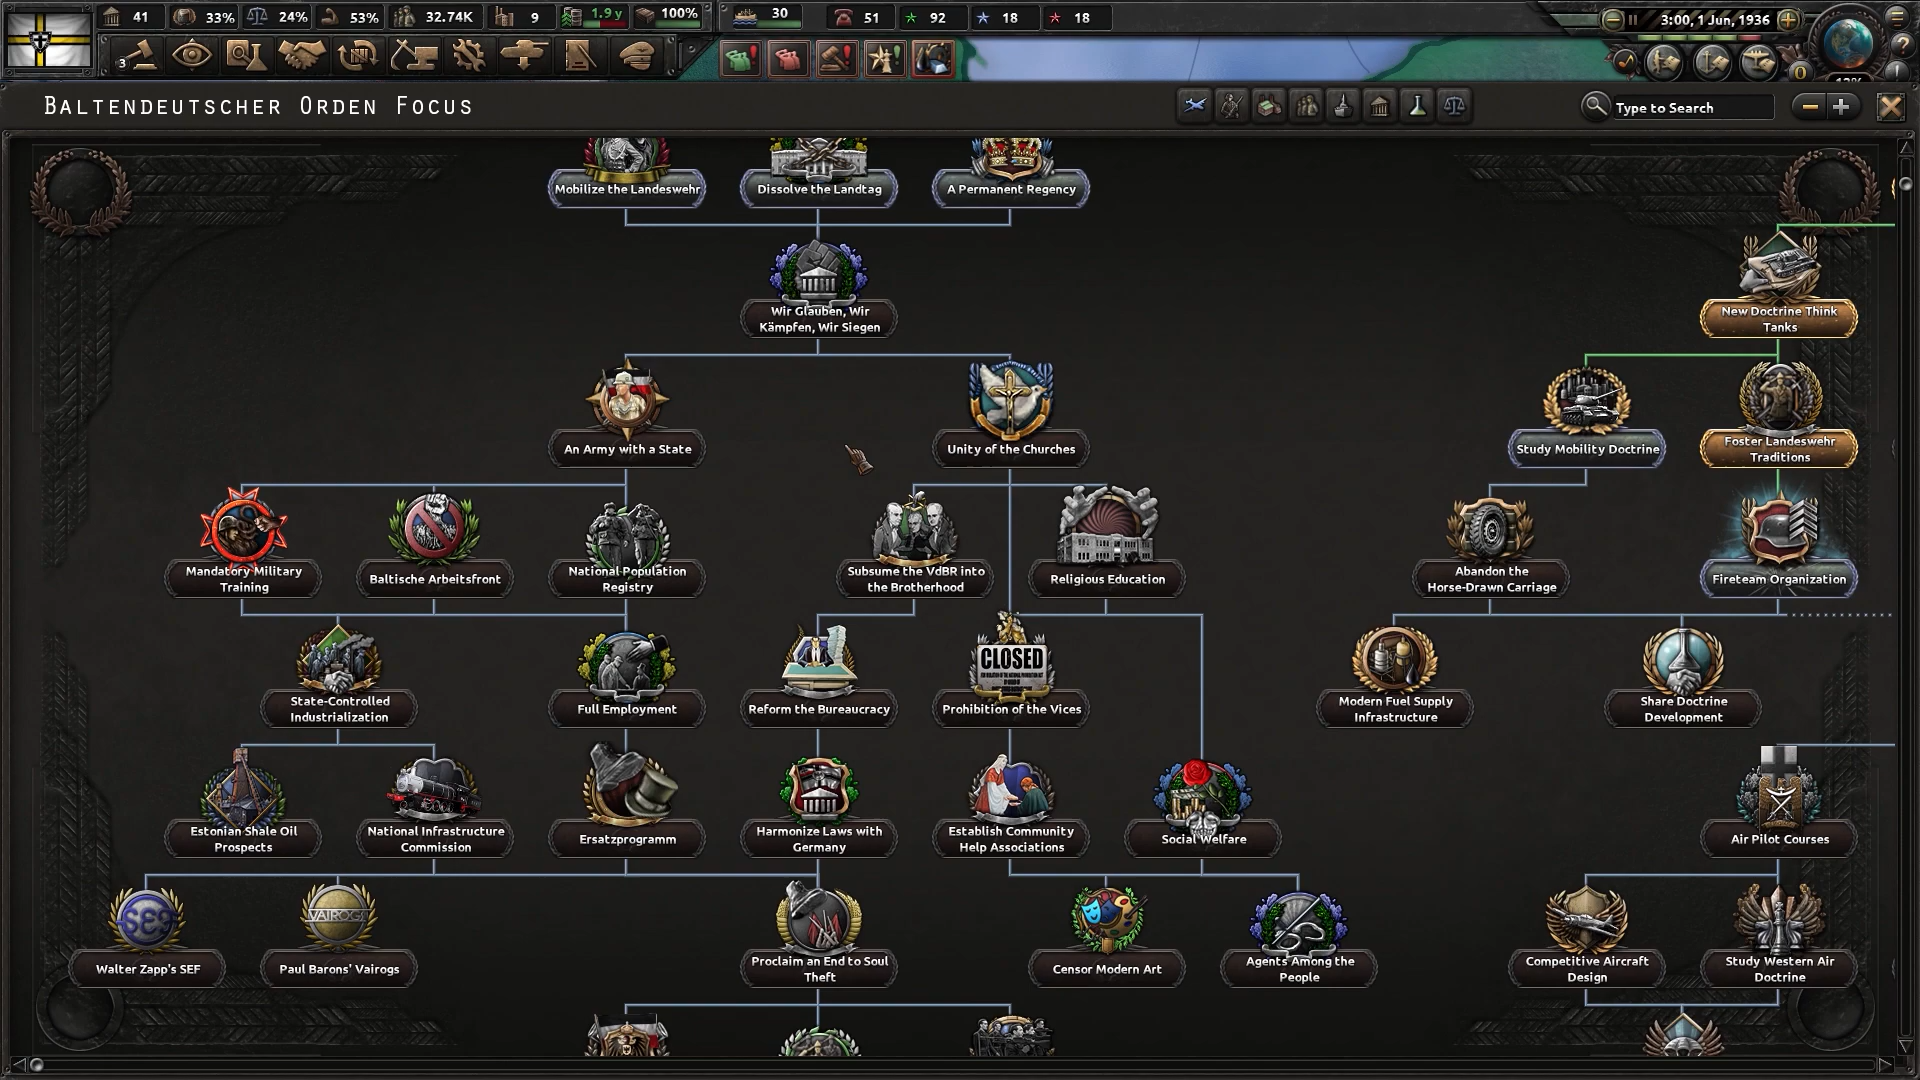 41
33%
24%
53%
32.74K
9
1.9 y
100%
30
51
92
18
18
3:00, 1 Jun, 1936
3
0
Baltendeutscher Orden Focus
Type to Search
Mobilize the Landeswehr
Dissolve the Landtag
A Permanent Regency
Wir Glauben, Wir
Kämpfen, Wir Siegen
New Doctrine Think
Tanks
An Army with a State
Unity of the Churches
Study Mobility Doctrine
Foster Landeswehr
Traditions
Mandatory Military
Training
Baltische Arbeitsfront
National Population
Registry
Subsume the VdBR into
the Brotherhood
Religious Education
Abandon the
Horse-Drawn Carriage
Fireteam Organization
CLOSED
State-Controlled
Industrialization
Full Employment
Reform the Bureaucracy
Prohibition of the Vices
Modern Fuel Supply
Infrastructure
Share Doctrine
Development
Estonian Shale Oil
Prospects
National Infrastructure
Commission
Ersatzprogramm
Harmonize Laws with
Germany
Establish Community
Help Associations
Social Welfare
Air Pilot Courses
VAIROGS
Walter Zapp's SEF
Paul Barons' Vairogs
Proclaim an End to Soul
Theft
Censor Modern Art
Agents Among the
People
Competitive Aircraft
Design
Study Western Air
Doctrine